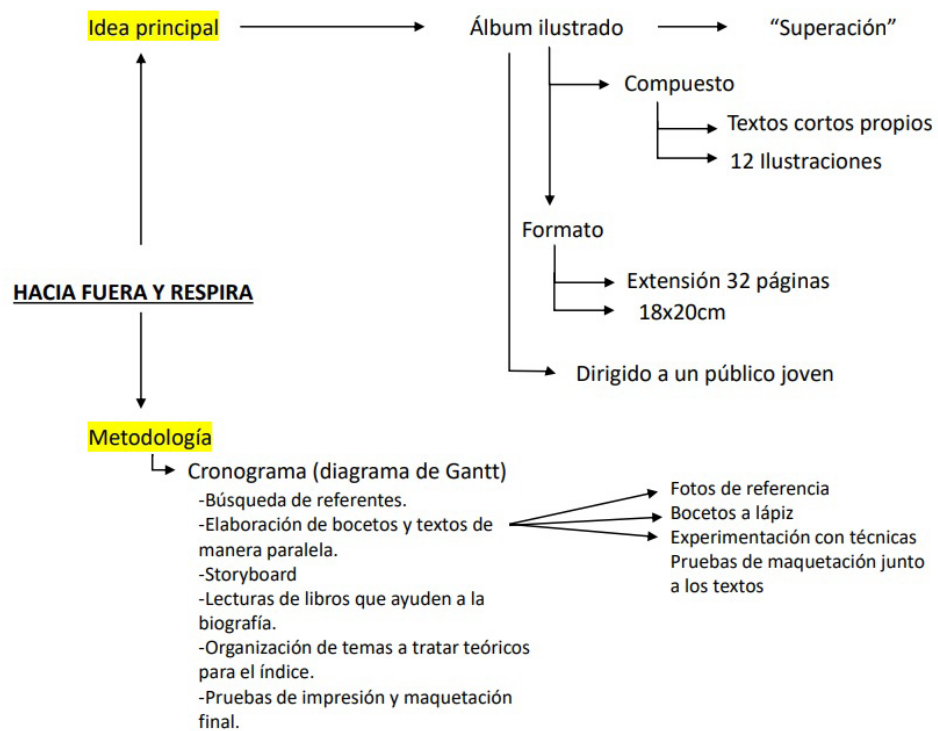 Idea principal
Álbum ilustrado
“Superación”
Compuesto
Textos cortos propios
12 Ilustraciones
Formato
Extensión 32 páginas
18x20cm
Dirigido a un público joven
HACIA FUERA Y RESPIRA
Metodología
Cronograma (diagrama de Gantt)
-Búsqueda de referentes.
-Elaboración de bocetos y textos de
manera paralela.
-Storyboard
-Lecturas de libros que ayuden a la
biografía.
-Organización de temas a tratar teóricos
para el índice.
-Pruebas de impresión y maquetación
final.
Fotos de referencia
Bocetos a lápiz
Experimentación con técnicas
Pruebas de maquetación junto
a los textos